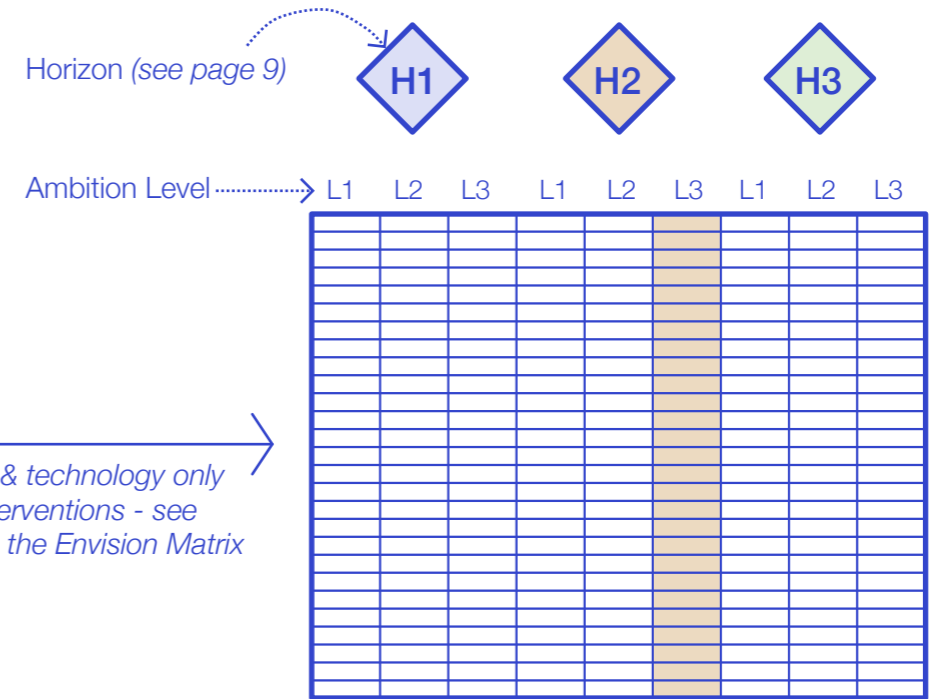 Horizon (see page 9)
H1 H2 H3
Ambition Level L1 L2 L3 L1 L2 L3 L1 L2 L3
& technology only
erventions - see
the Envision Matrix